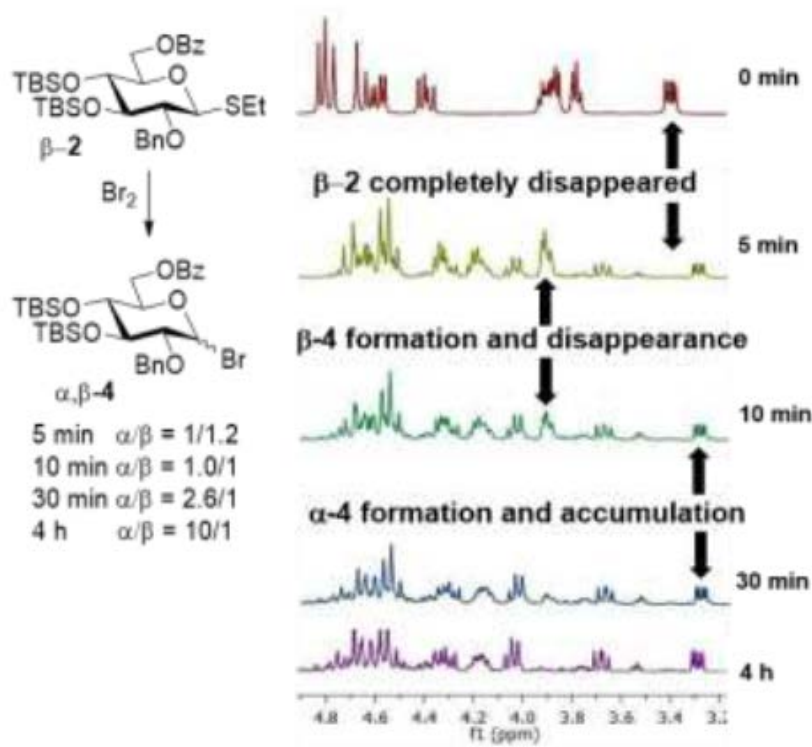 OBz
TBSO
TBSO
O
SEt
BnO
β-2
Br₂
OBz
TBSO
TBSO
O
Br
BnO
α,β-4
5 min α/β = 1/1.2
10 min α/β = 1.0/1
30 min α/β = 2.6/1
4 h α/β = 10/1
0 min
β-2 completely disappeared
5 min
β-4 formation and disappearance
10 min
α-4 formation and accumulation
30 min
4 h
4.8 4.6 4.4 4.2 4.0 3.8 3.6 3.4 3.2
f1 (ppm)